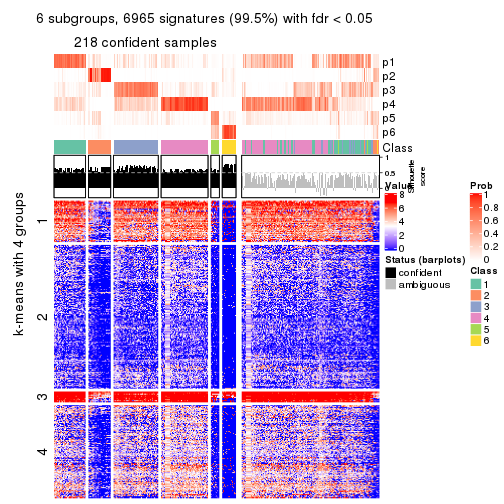 6 subgroups, 6965 signatures (99.5%) with fdr < 0.05
218 confident samples
p1
p2
p3
p4
p5
p6
Class
1
0.5
0
Silhouette
score
k-means with 4 groups
1
2
3
4
Value
8
6
4
2
0
Status (barplots)
confident
ambiguous
Prob
1
0.8
0.6
0.4
0.2
0
Class
1
2
3
4
5
6